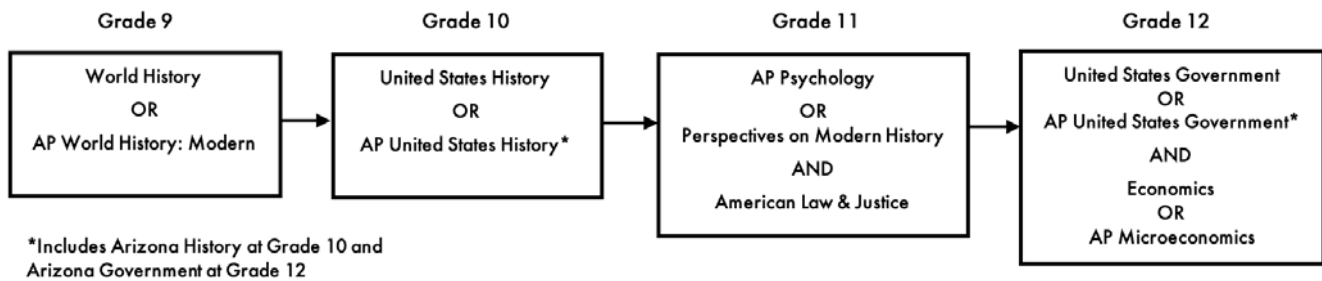 Grade 9
World History
OR
AP World History: Modern
Grade 10
United States History
OR
AP United States History*
Grade 11
AP Psychology
OR
Perspectives on Modern History
AND
American Law & Justice
Grade 12
United States Government
OR
AP United States Government*
AND
Economics
OR
AP Microeconomics
*Includes Arizona History at Grade 10 and
Arizona Government at Grade 12